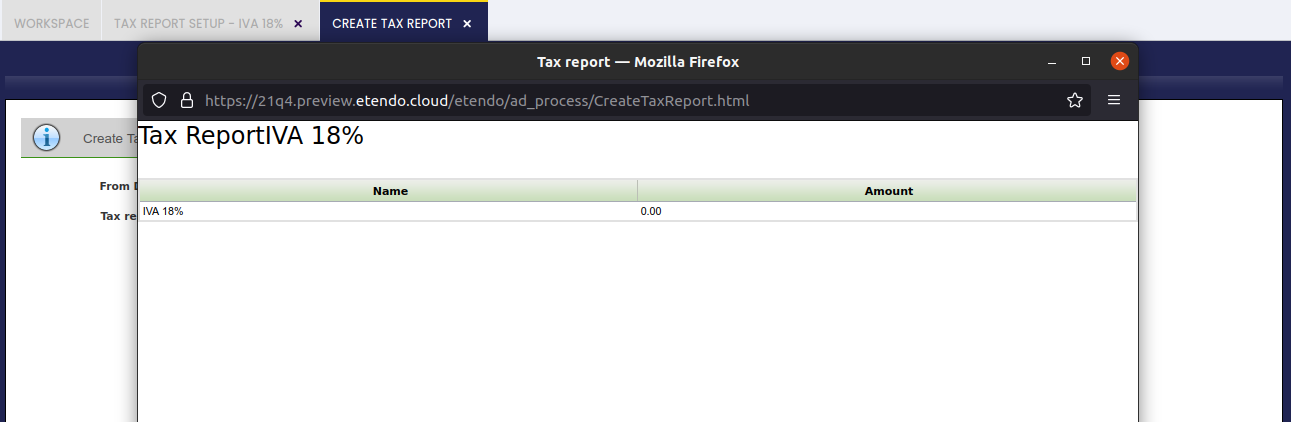 WORKSPACE TAX REPORT SETUP - IVA 18% × CREATE TAX REPORT ×
Tax report — Mozilla Firefox
https://21q4.preview.etendo.cloud/etendo/ad_process/CreateTaxReport.html
Tax ReportIVA 18%
Create Ta
From D
Tax re
Name Amount
IVA 18% 0.00